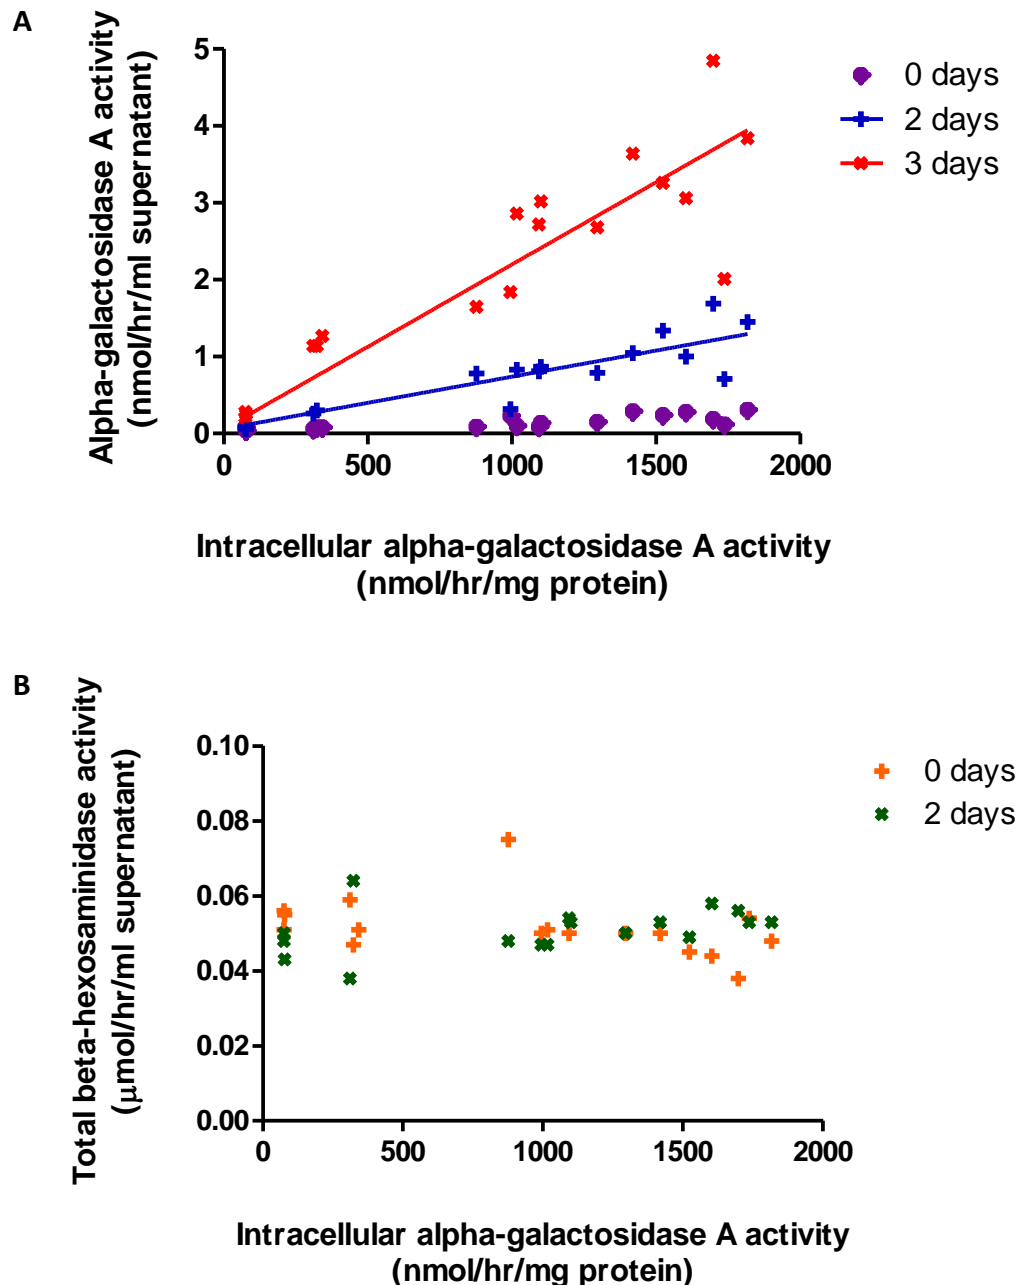 A
Alpha-galactosidase A activity
(nmol/hr/ml supernatant)
5
4
3
2
1
0
0 500 1000 1500 2000
Intracellular alpha-galactosidase A activity
(nmol/hr/mg protein)
0 days
2 days
3 days
B
Total beta-hexosaminidase activity
(μmol/hr/ml supernatant)
0.10
0.08
0.06
0.04
0.02
0.00
0 500 1000 1500 2000
Intracellular alpha-galactosidase A activity
(nmol/hr/mg protein)
0 days
2 days